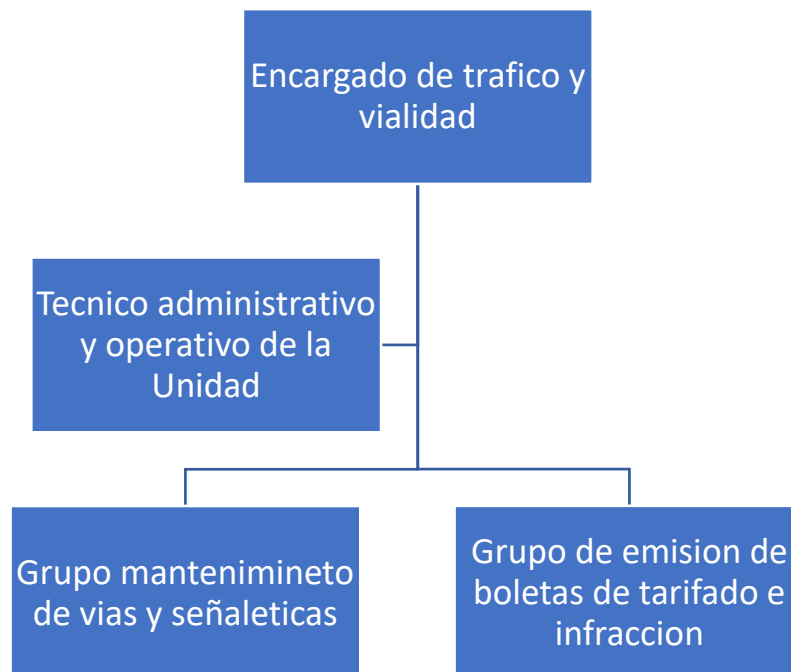 Encargado de trafico y
vialidad
Tecnico administrativo
y operativo de la
Unidad
Grupo mantenimineto
de vias y señaleticas
Grupo de emision de
boletas de tarifado e
infraccion